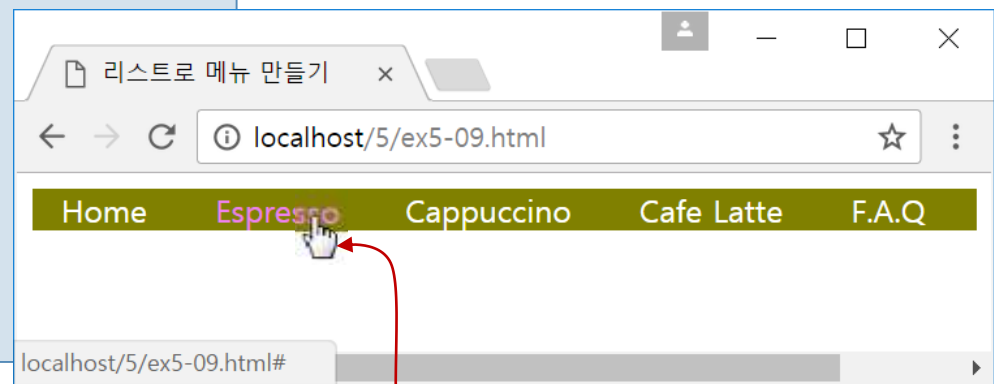 리스트로 메뉴 만들기
localhost/5/ex5-09.html
Home Espresso Cappuccino Cafe Latte F.A.Q
localhost/5/ex5-09.html#